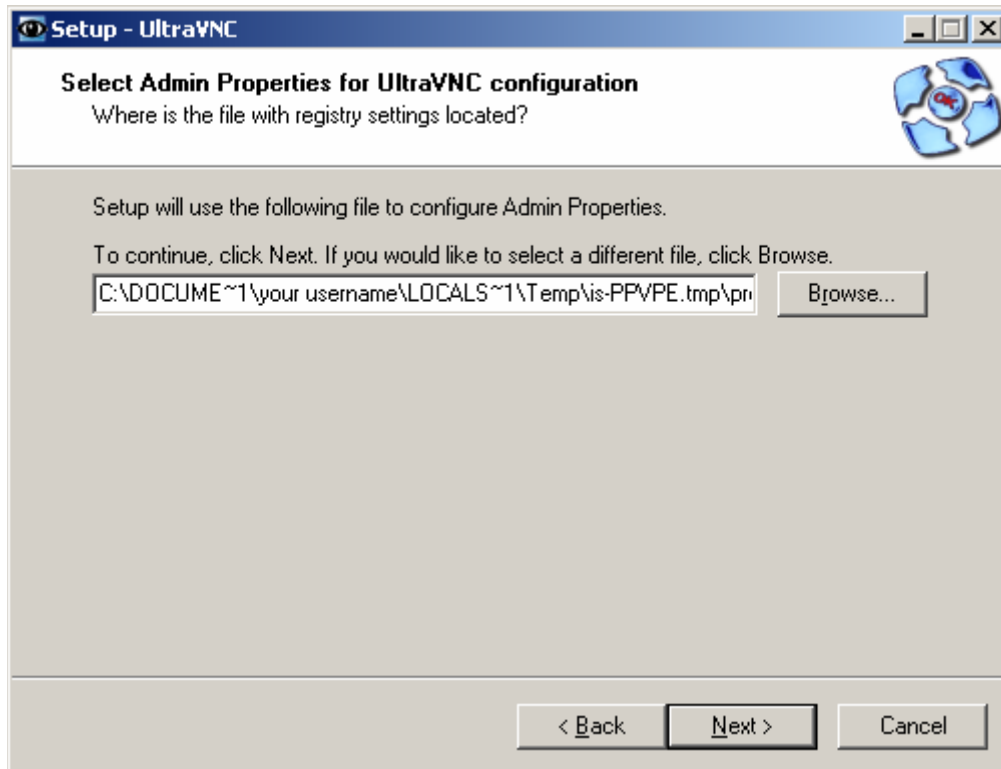 Setup - UltraVNC
Select Admin Properties for UltraVNC configuration
Where is the file with registry settings located?
Setup will use the following file to configure Admin Properties.
To continue, click Next. If you would like to select a different file, click Browse.
C:\DOCUME~1\your username\LOCALS~1\Temp\is-PPVPE.tmp\pr
Browse...
< Back
Next >
Cancel